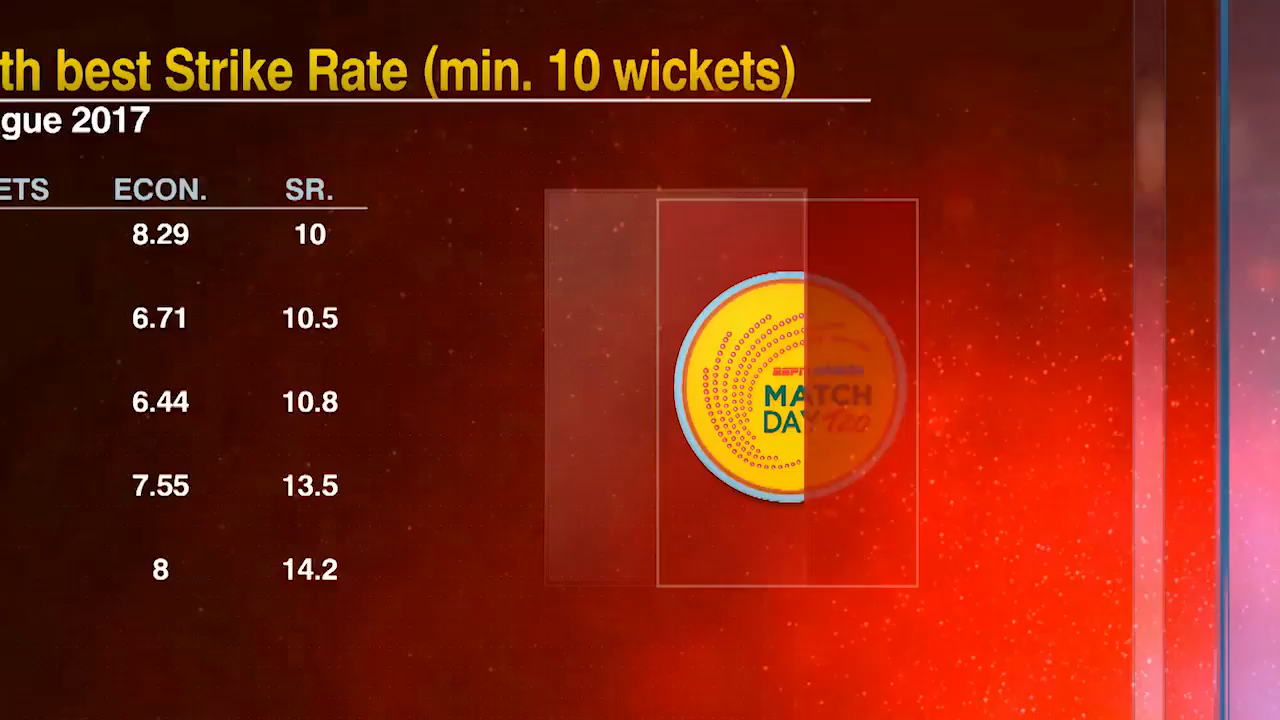 th best Strike Rate (min. 10 wickets)
gue 2017
ETS ECON. SR.
8.29 10
6.71 10.5
6.44 10.8
7.55 13.5
8 14.2
MATCH
DAY T20